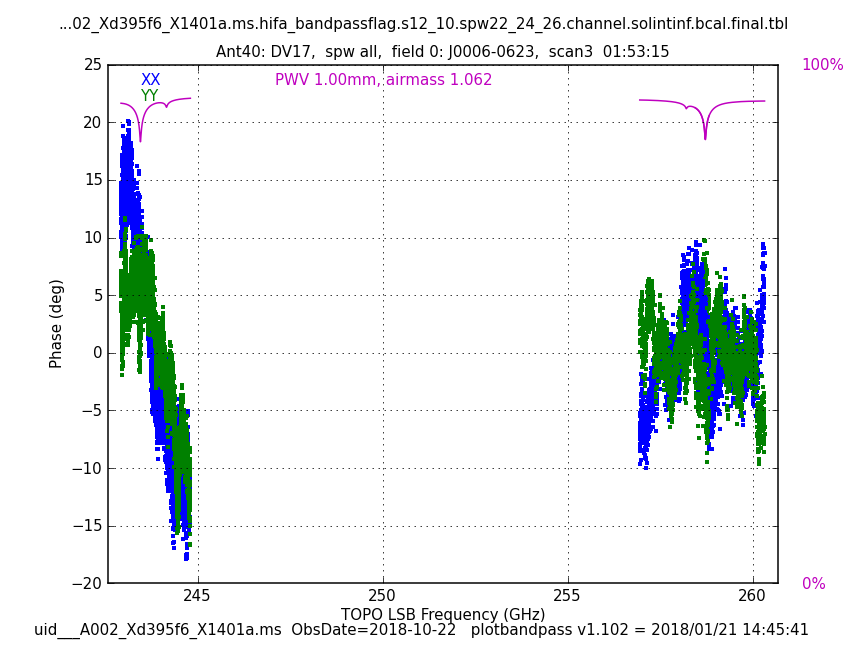 ...02_Xd395f6_X1401a.ms.hifa_bandpassflag.s12_10.spw22_24_26.channel.solintinf.bcal.final.tbl
Ant40: DV17,  spw all,  field 0: J0006-0623,  scan3  01:53:15
25 100%
XX PWV 1.00mm, airmass 1.062
YY
20
15
10
5
Phase (deg)
0
−5
−10
−15
−20 0%
245 250 255 260
TOPO LSB Frequency (GHz)
uid___A002_Xd395f6_X1401a.ms  ObsDate=2018-10-22   plotbandpass v1.102 = 2018/01/21 14:45:41